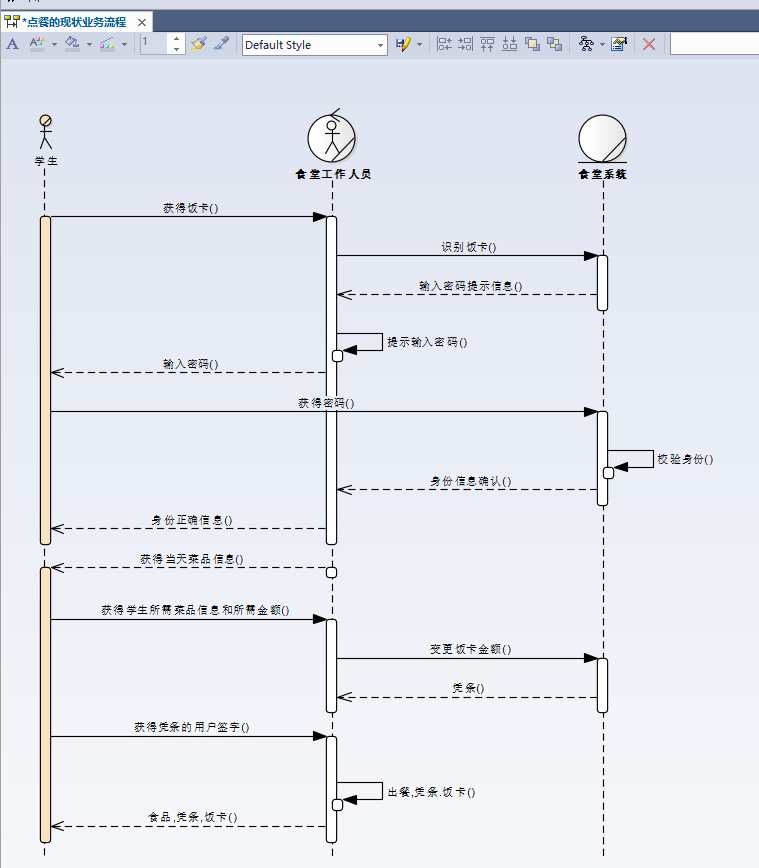 *点餐的现状业务流程
A
1
Default Style
学生
食堂工作人员
食堂系统
获得饭卡()
识别饭卡()
输入密码提示信息()
提示输入密码()
输入密码()
获得密码()
校验身份()
身份信息确认()
身份正确信息()
获得当天菜品信息()
获得学生所需菜品信息和所需金额()
变更饭卡金额()
凭条()
获得凭条的用户签字()
出餐,凭条.饭卡()
食品,凭条,饭卡()